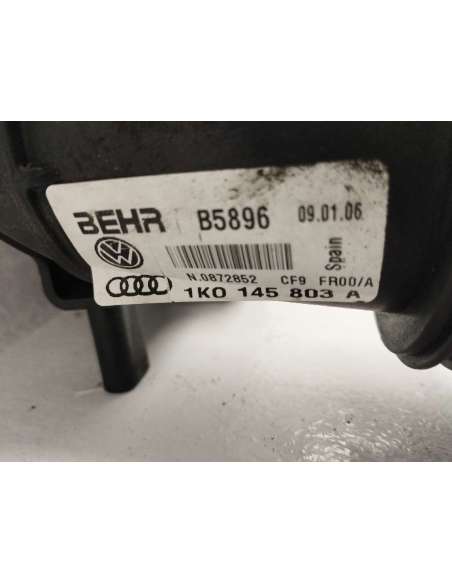 BEHR B5896 09.01.06
Spain
N.0872852 CF9 FR00/A
1K0 145 803 A